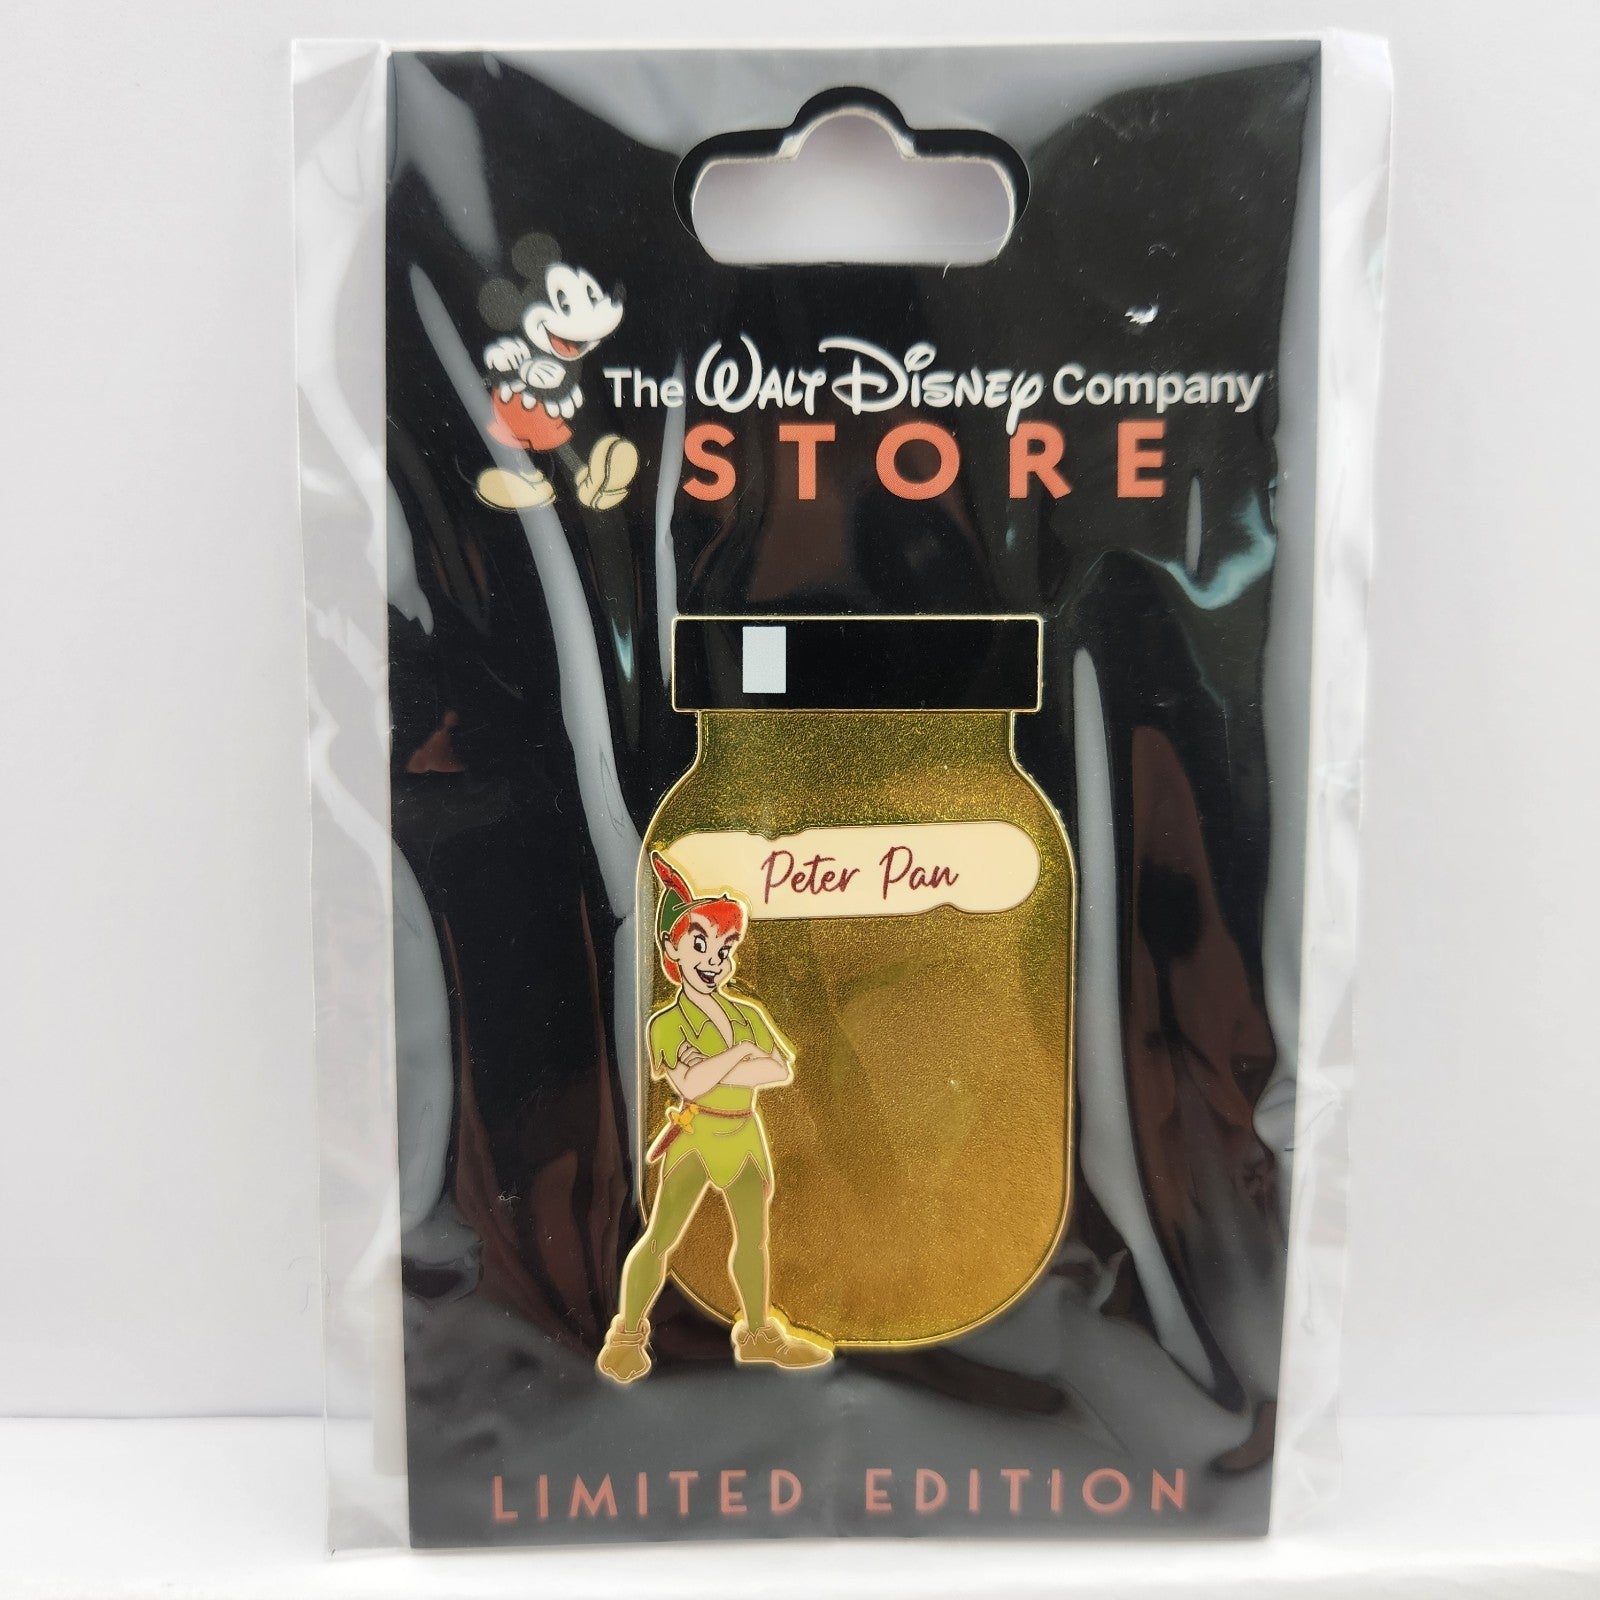 The Walt Disney Company
STORE
Peter Pan
LIMITED EDITION